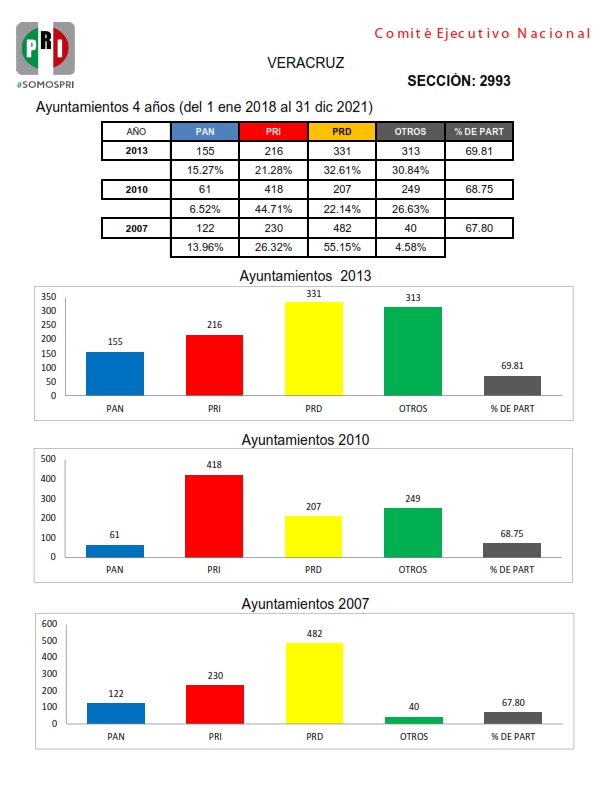 PRI
#SOMOSPRI
Comité Ejecutivo Nacional
VERACRUZ
SECCIÓN: 2993
Ayuntamientos 4 años (del 1 ene 2018 al 31 dic 2021)
AÑO PAN PRI PRD OTROS % DE PART
2013 155 216 331 313 69.81
15.27% 21.28% 32.61% 30.84%
2010 61 418 207 249 68.75
6.52% 44.71% 22.14% 26.63%
2007 122 230 482 40 67.80
13.96% 26.32% 55.15% 4.58%
Ayuntamientos 2013
350
300
250
200
150
100
50
0
155
216
331
313
69.81
PAN PRI PRD OTROS % DE PART
Ayuntamientos 2010
500
400
300
200
100
0
61
418
207
249
68.75
PAN PRI PRD OTROS % DE PART
Ayuntamientos 2007
600
500
400
300
200
100
0
122
230
482
40
67.80
PAN PRI PRD OTROS % DE PART